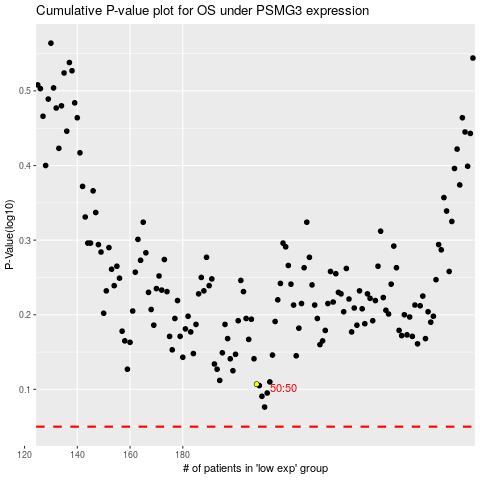 Cumulative P-value plot for OS under PSMG3 expression
P-Value(log10)
0.5
0.4
0.3
0.2
0.1
50:50
120 140 160 180
# of patients in 'low exp' group